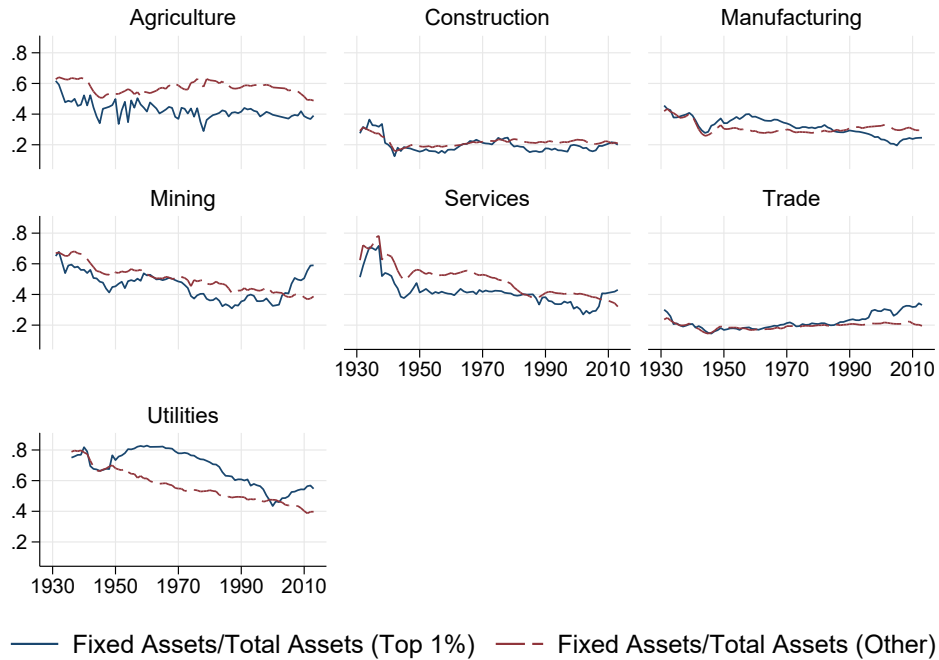 Agriculture Construction Manufacturing
.8
.6
.4
.2
Mining Services Trade
.8
.6
.4
.2
1930 1950 1970 1990 2010 1930 1950 1970 1990 2010
Utilities
.8
.6
.4
.2
1930 1950 1970 1990 2010
Fixed Assets/Total Assets (Top 1%) Fixed Assets/Total Assets (Other)